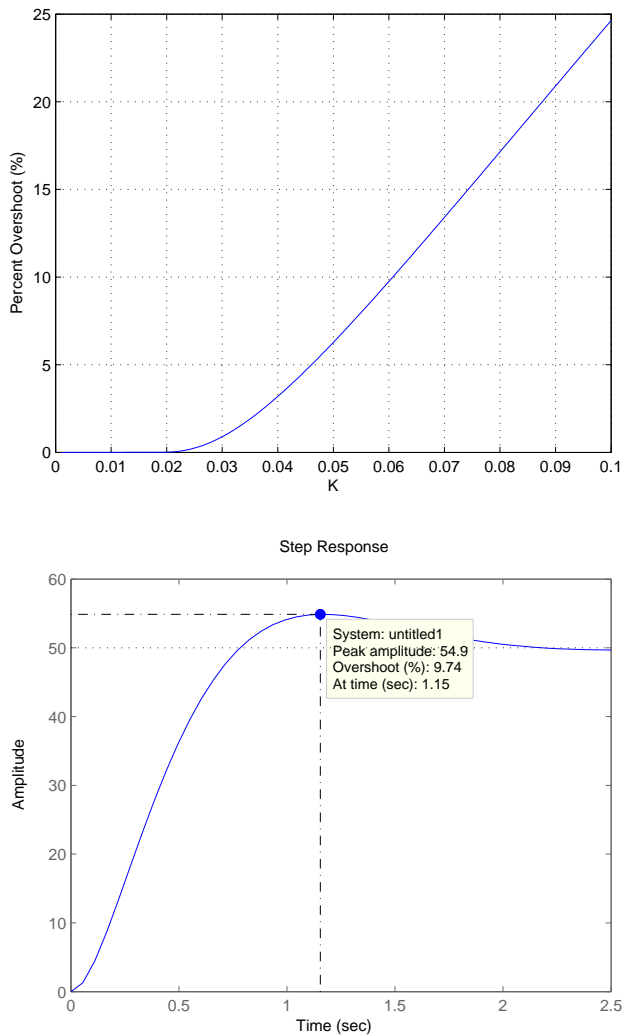 25
20
15
10
5
0
Percent Overshoot (%)
0 0.01 0.02 0.03 0.04 0.05 0.06 0.07 0.08 0.09 0.1
K
Step Response
60
50
40
30
20
10
0
Amplitude
System: untitled1
Peak amplitude: 54.9
Overshoot (%): 9.74
At time (sec): 1.15
0 0.5 1 1.5 2 2.5
Time (sec)